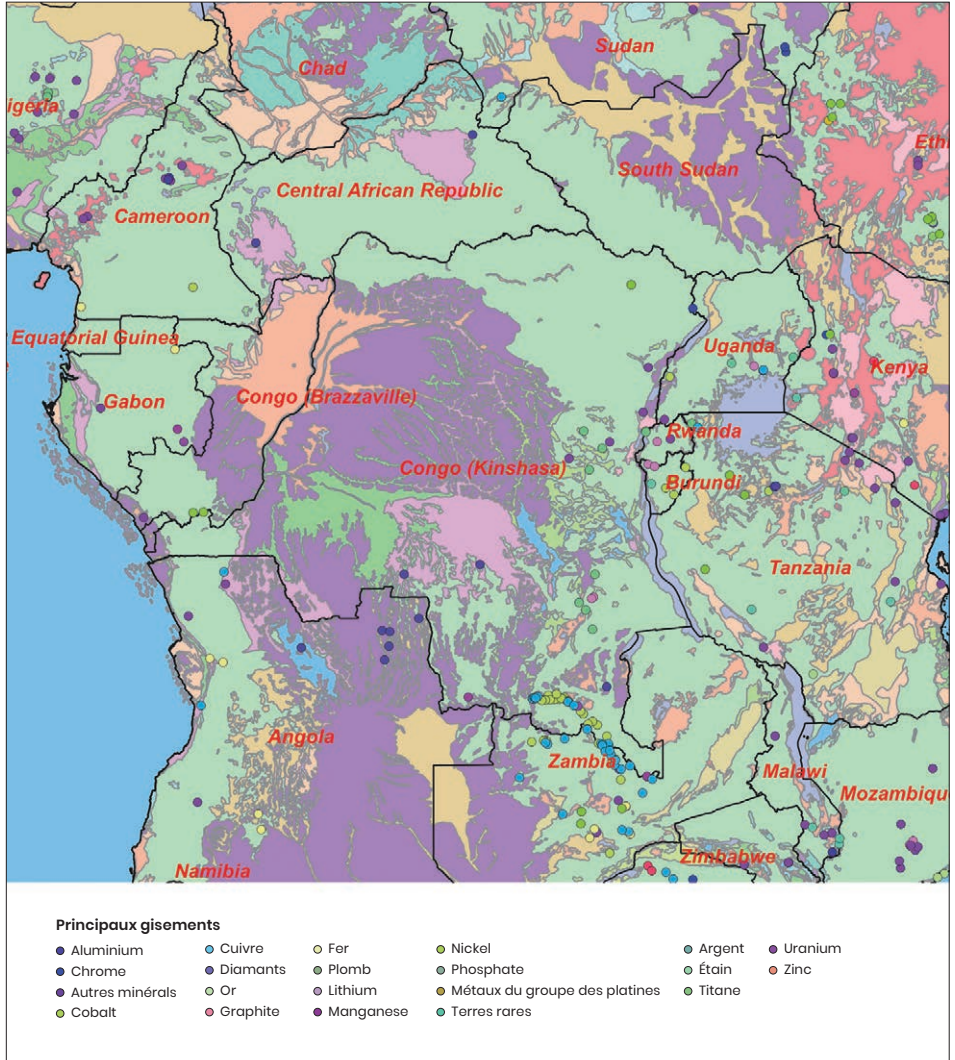 Sudan
Chad
igeria
Eth
South Sudan
Central African Republic
Cameroon
Equatorial Guinea
Uganda
Kenya
Gabon
Congo (Brazzaville)
Rwanda
Congo (Kinshasa)
Burundi
Tanzania
Angola
Zambia
Malawi
Mozambiqu
Zimbabwe
Namibia
Principaux gisements
Aluminium Cuivre Fer Nickel Argent Uranium
Chrome Diamants Plomb Phosphate Étain Zinc
Autres minérals Or Lithium Métaux du groupe des platines Titane
Cobalt Graphite Manganese Terres rares